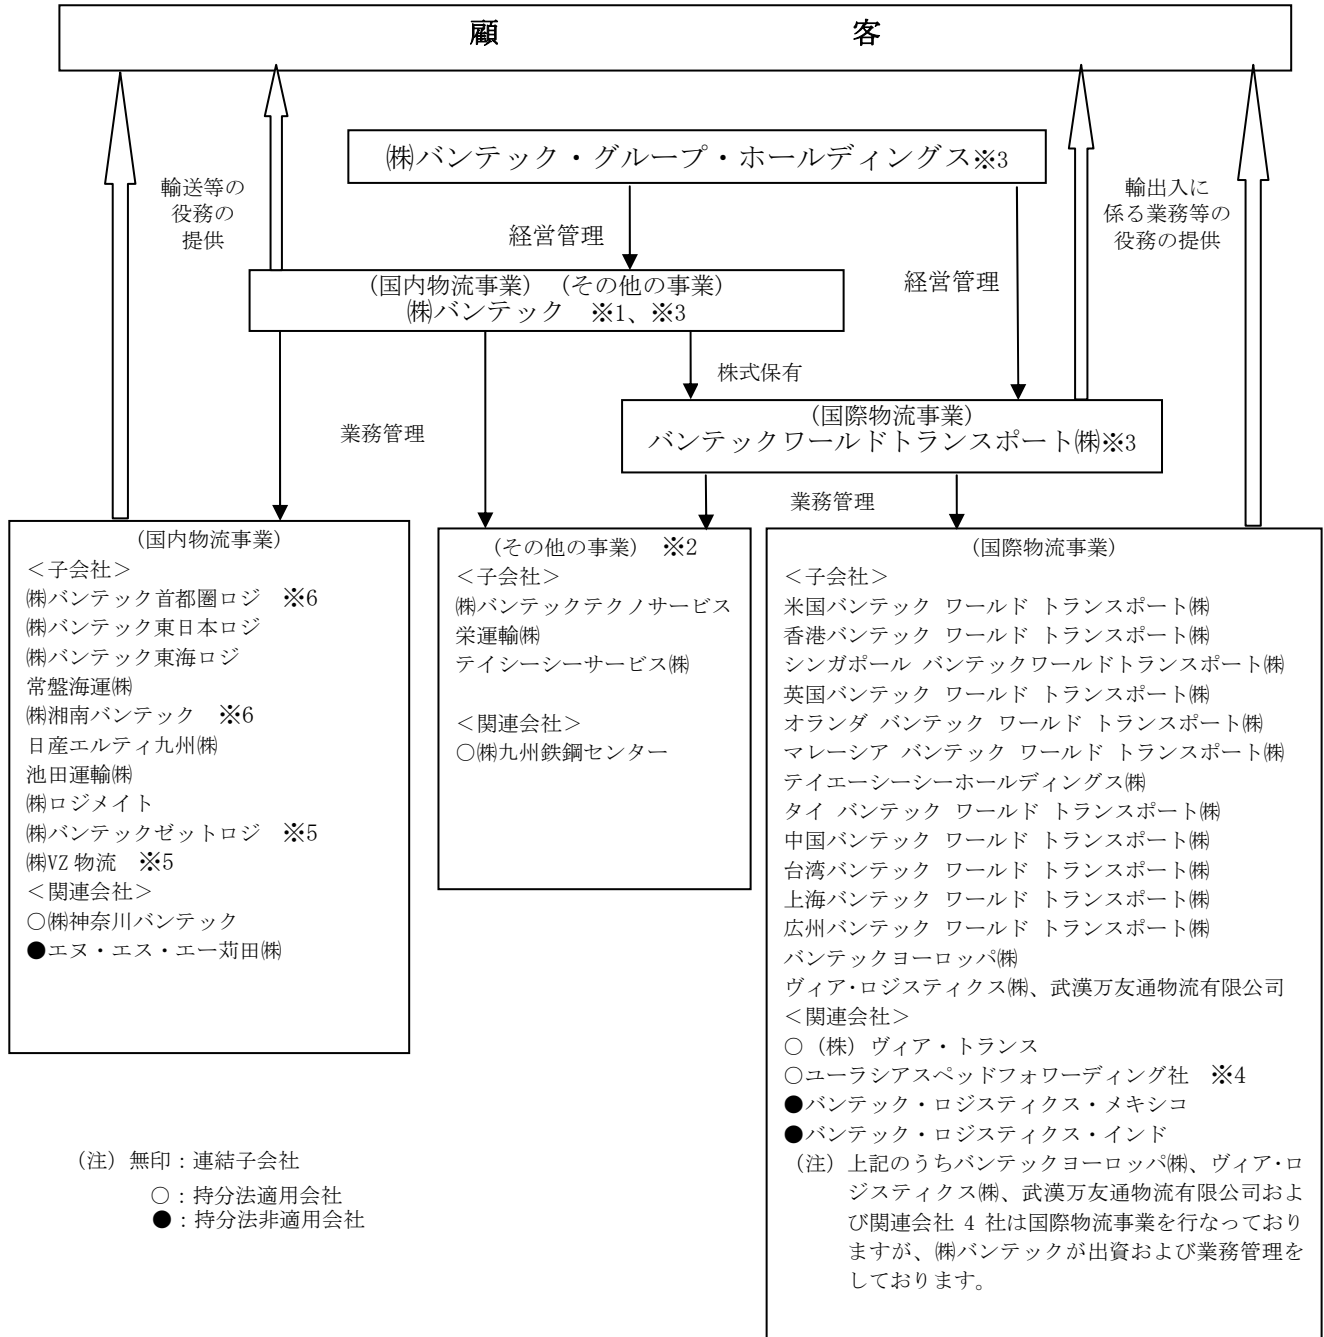 顧　客
㈱バンテック・グループ・ホールディングス※3
輸送等の
役務の
提供
輸出入に
係る業務等の
役務の提供
経営管理
経営管理
（国内物流事業）（その他の事業）
㈱バンテック　※1、※3
株式保有
業務管理
（国際物流事業）
バンテックワールドトランスポート㈱※3
業務管理
（国内物流事業）
＜子会社＞
㈱バンテック首都圏ロジ　※6
㈱バンテック東日本ロジ
㈱バンテック東海ロジ
常盤海運㈱
㈱湘南バンテック　※6
日産エルティ九州㈱
池田運輸㈱
㈱ロジメイト
㈱バンテックゼットロジ　※5
㈱VZ 物流　※5
＜関連会社＞
○㈱神奈川バンテック
●エヌ・エス・エー苅田㈱
（その他の事業）　※2
＜子会社＞
㈱バンテックテクノサービス
栄運輸㈱
テイシーシーサービス㈱
＜関連会社＞
○㈱九州鉄鋼センター
（国際物流事業）
＜子会社＞
米国バンテック ワールド トランスポート㈱
香港バンテック ワールド トランスポート㈱
シンガポール バンテックワールドトランスポート㈱
英国バンテック ワールド トランスポート㈱
オランダ バンテック ワールド トランスポート㈱
マレーシア バンテック ワールド トランスポート㈱
テイエーシーシーホールディングス㈱
タイ バンテック ワールド トランスポート㈱
中国バンテック ワールド トランスポート㈱
台湾バンテック ワールド トランスポート㈱
上海バンテック ワールド トランスポート㈱
広州バンテック ワールド トランスポート㈱
バンテックヨーロッパ㈱
ヴィア・ロジスティクス㈱、武漢万友通物流有限公司
＜関連会社＞
○（株）ヴィア・トランス
○ユーラシアスペッドフォワーディング社　※4
●バンテック・ロジスティクス・メキシコ
●バンテック・ロジスティクス・インド
（注）上記のうちバンテックヨーロッパ㈱、ヴィア・ロ
ジスティクス㈱、武漢万友通物流有限公司およ
び関連会社 4 社は国際物流事業を行なっており
ますが、㈱バンテックが出資および業務管理を
しております。
（注）無印：連結子会社
○：持分法適用会社
●：持分法非適用会社